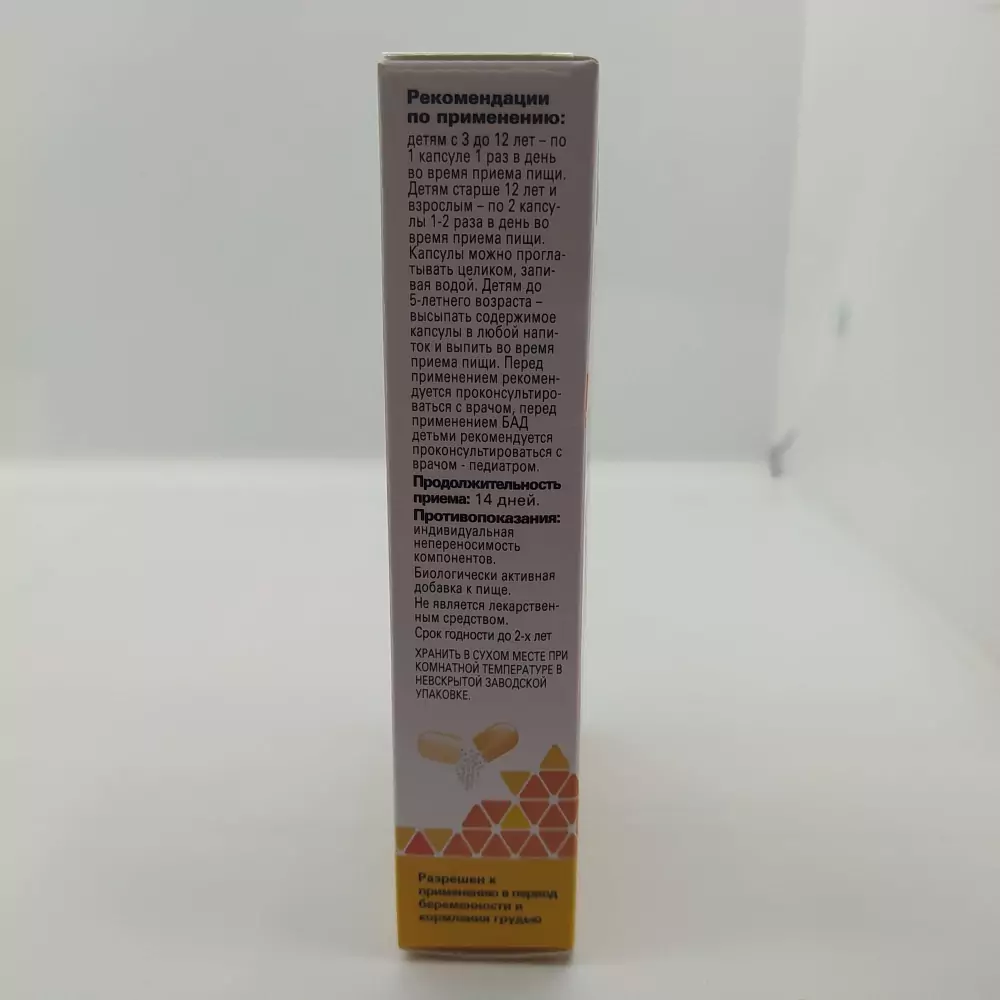 Рекомендации
по применению:
детям с 3 до 12 лет – по
1 капсуле 1 раз в день
во время приема пищи.
Детям старше 12 лет и
взрослым – по 2 капсу-
лы 1-2 раза в день во
время приема пищи.
Капсулы можно прогла-
тывать целиком, запи-
вая водой. Детям до
5-летнего возраста –
высыпать содержимое
капсулы в любой напи-
ток и выпить во время
приема пищи. Перед
применением рекомен-
дуется проконсультиро-
ваться с врачом, перед
применением БАД
детьми рекомендуется
проконсультироваться с
врачом - педиатром.
Продолжительность
приема: 14 дней.
Противопоказания:
индивидуальная
непереносимость
компонентов.
Биологически активная
добавка к пище.
Не является лекарствен-
ным средством.
Срок годности до 2-х лет
ХРАНИТЬ В СУХОМ МЕСТЕ ПРИ
КОМНАТНОЙ ТЕМПЕРАТУРЕ В
НЕВСКРЫТОЙ ЗАВОДСКОЙ
УПАКОВКЕ.
Разрешен к
применению в период
беременности и
кормления грудью